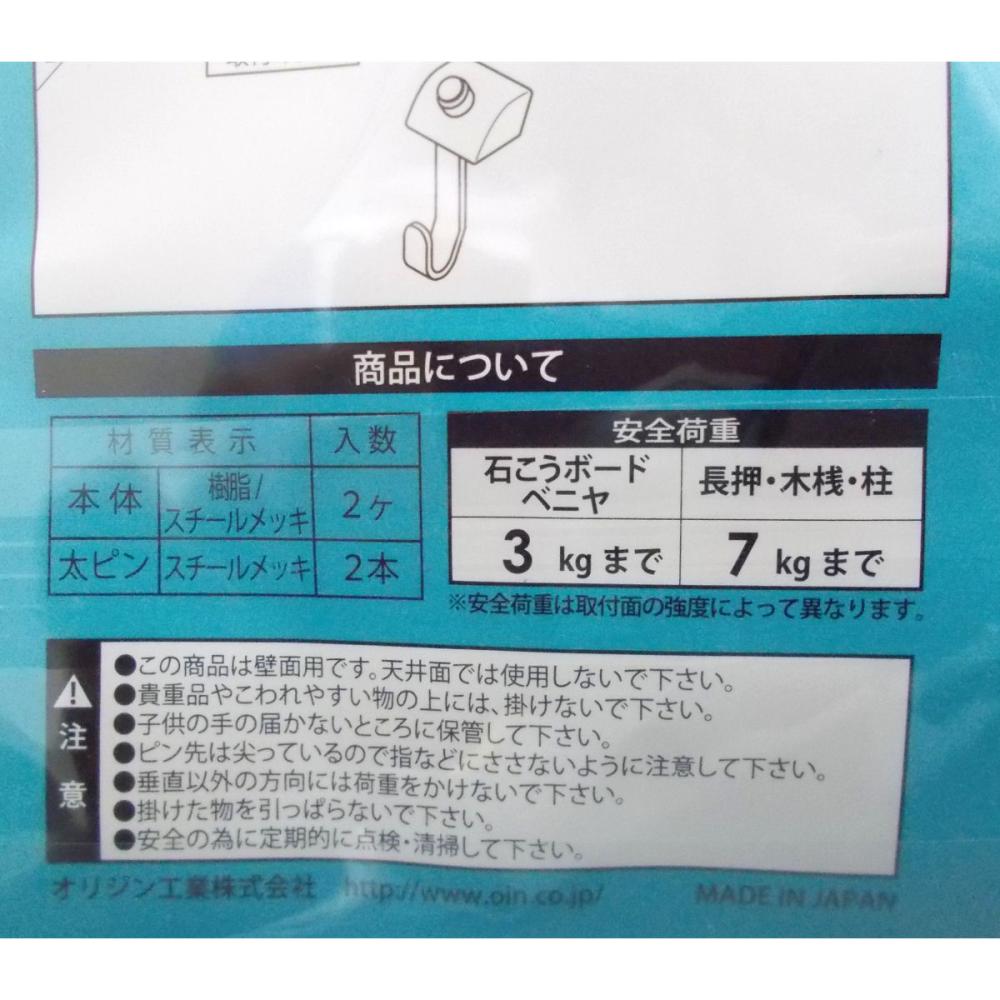 商品について
材質表示 入数
本体 樹脂/スチールメッキ 2ヶ
太ピン スチールメッキ 2本
安全荷重
石こうボード
ベニヤ
長押・木桟・柱
3 kgまで 7 kgまで
※安全荷重は取付面の強度によって異なります。
注意
●この商品は壁面用です。天井面では使用しないで下さい。
●貴重品やこわれやすい物の上には、掛けないで下さい。
●子供の手の届かないところに保管して下さい。
●ピン先は尖っているので指などにささないように注意して下さい。
●垂直以外の方向には荷重をかけないで下さい。
●掛けた物を引っぱらないで下さい。
●安全の為に定期的に点検・清掃して下さい。
オリジン工業株式会社 http://www.oin.co.jp/ MADE IN JAPAN